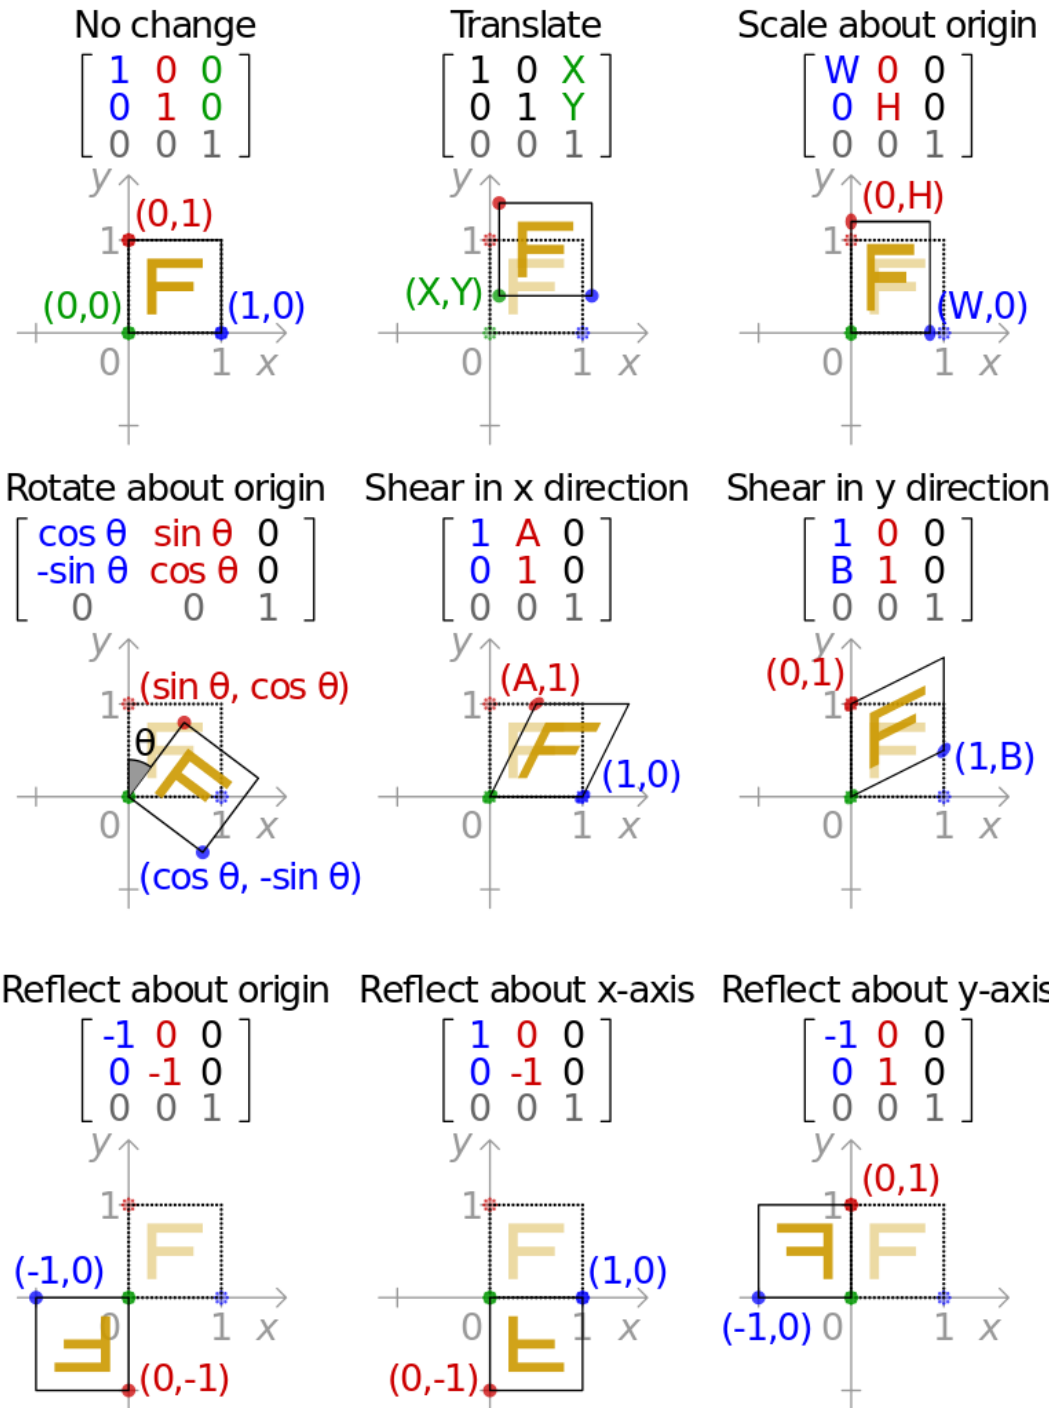 No change
1 0 0
0 1 0
0 0 1
y
(0,1)
1
F
(0,0)
(1,0)
0
1
x
Translate
1 0 X
0 1 Y
0 0 1
y
1
F
F
(X,Y)
0
1
x
Scale about origin
W 0 0
0 H 0
0 0 1
y
(0,H)
1
F
F
(W,0)
0
1
x
Rotate about origin
cos θ sin θ 0
-sin θ cos θ 0
0 0 1
y
(sin θ, cos θ)
1
θ
F
F
0
1
x
(cos θ, -sin θ)
Shear in x direction
1 A 0
0 1 0
0 0 1
y
(A,1)
1
F
F
(1,0)
0
1
x
Shear in y direction
1 0 0
B 1 0
0 0 1
y
(0,1)
1
F
F
(1,B)
0
1
x
Reflect about origin
-1 0 0
0 -1 0
0 0 1
y
1
F
(-1,0)
0
1
x
F
(0,-1)
Reflect about x-axis
1 0 0
0 -1 0
0 0 1
y
1
F
(1,0)
0
1
x
F
(0,-1)
Reflect about y-axis
-1 0 0
0 1 0
0 0 1
y
(0,1)
1
F
F
(-1,0)
0
1
x